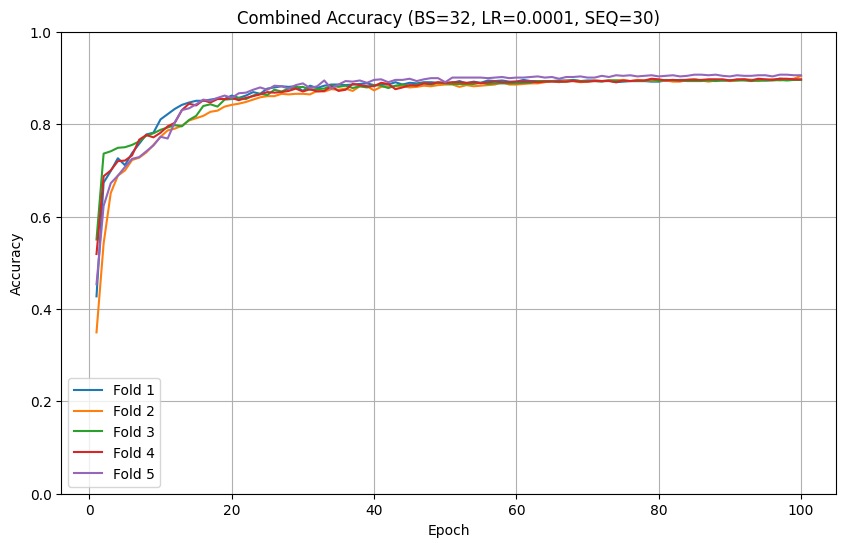 Combined Accuracy (BS=32, LR=0.0001, SEQ=30)
Accuracy
1.0
0.8
0.6
0.4
0.2
0.0
Fold 1
Fold 2
Fold 3
Fold 4
Fold 5
0 20 40 60 80 100
Epoch